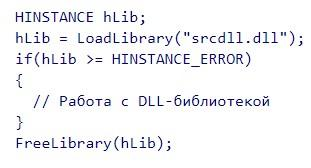 HINSTANCE hLib;
hLib = LoadLibrary("srcdll.dll");
if(hLib >= HINSTANCE_ERROR)
{
  // Работа с DLL-библиотекой
}
FreeLibrary(hLib);